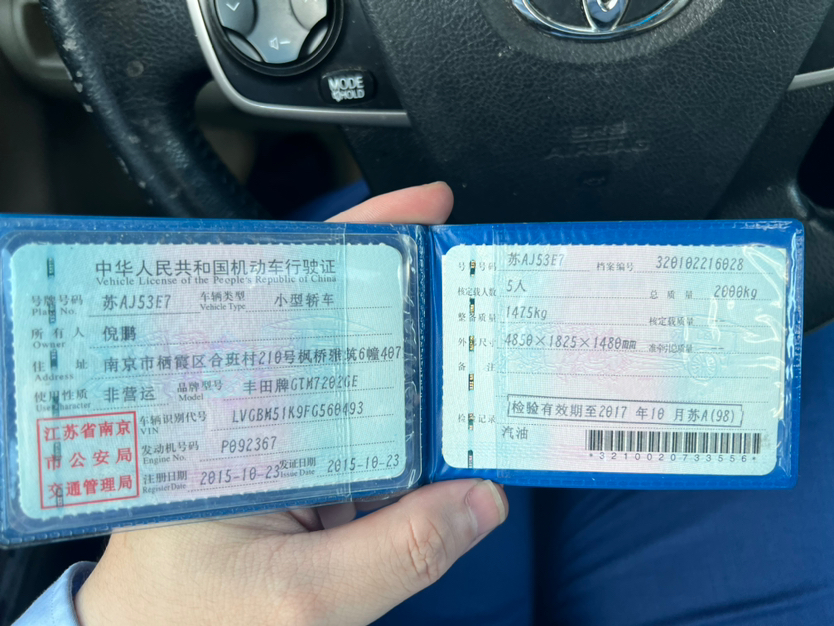 MODE
HOLD
中华人民共和国机动车行驶证
Vehicle License of the People's Republic of China
号牌号码 苏AJ53E7 车辆类型 小型轿车
Plate No. Vehicle Type
所有人 倪鹏
Owner
住址 南京市栖霞区合班村210号枫桥雅筑6幢407
Address
使用性质 非营运 品牌型号 丰田牌GTM7202GE
Use Character Model
江苏省南京
市公安局
交通管理局
车辆识别代号 LVGBM51K9FG560493
VIN
发动机号码 P092367
Engine No.
注册日期 2015-10-23 发证日期 2015-10-23
Register Date Issue Date
号牌号码 苏AJ53E7 档案编号 320102216028
核定载人数 5人 总质量 2000kg
整备质量 1475kg 核定载质量
外廓尺寸 4850×1825×1480mm 准牵引总质量 --
备注
检验记录 检验有效期至2017年10月苏A(98)
汽油
*3210020733556*